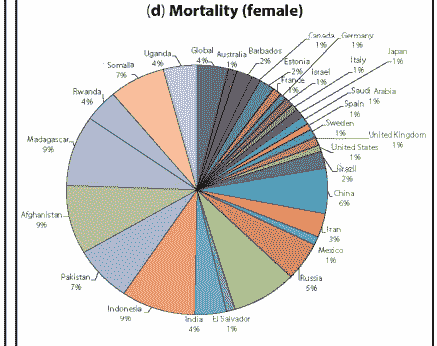 (d) Mortality (female)
Global
4%
Australia
1%
Barbados
2%
Canada
1%
Estonia
2%
Germany
1%
France
1%
Israel
1%
Italy
1%
Japan
1%
Saudi Arabia
1%
Spain
1%
Sweden
1%
United Kingdom
1%
United States
1%
Brazil
2%
China
6%
Iran
3%
Mexico
1%
Russia
5%
El Salvador
1%
India
4%
Indonesia
9%
Pakistan
7%
Afghanistan
9%
Madagascar
9%
Rwanda
4%
Somalia
7%
Uganda
4%